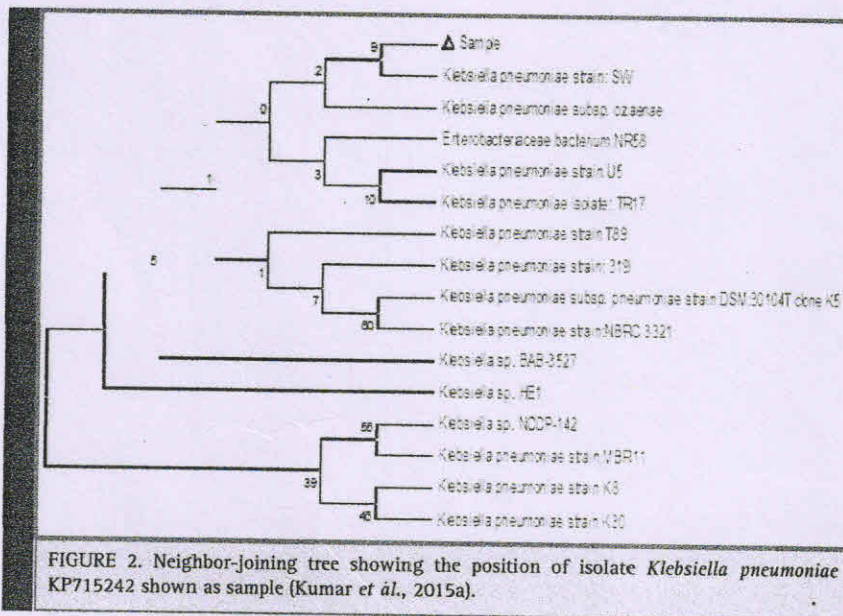 9
Δ Sample
Klebsiella pneumoniae strain: SW
2
Klebsiella pneumoniae subsp. ozaenae
0
Enterobacteraceae bacterium NR58
3
Klebsiella pneumoniae strain U5
10
Klebsiella pneumoniae isolate: TR17
1
Klebsiella pneumoniae strain T89
5
1
Klebsiella pneumoniae strain: 319
7
Klebsiella pneumoniae subsp. pneumoniae strain DSM 30104T clone K5
60
Klebsiella pneumoniae strain:NBRC 3321
Klebsiella sp. BAB-3527
Klebsiella sp. HE1
Klebsiella sp. NCCP-142
56
Klebsiella pneumoniae strain MBR11
39
Klebsiella pneumoniae strain K8
Klebsiella pneumoniae strain K30
FIGURE 2. Neighbor-joining tree showing the position of isolate Klebsiella pneumoniae
KP715242 shown as sample (Kumar et al., 2015a).